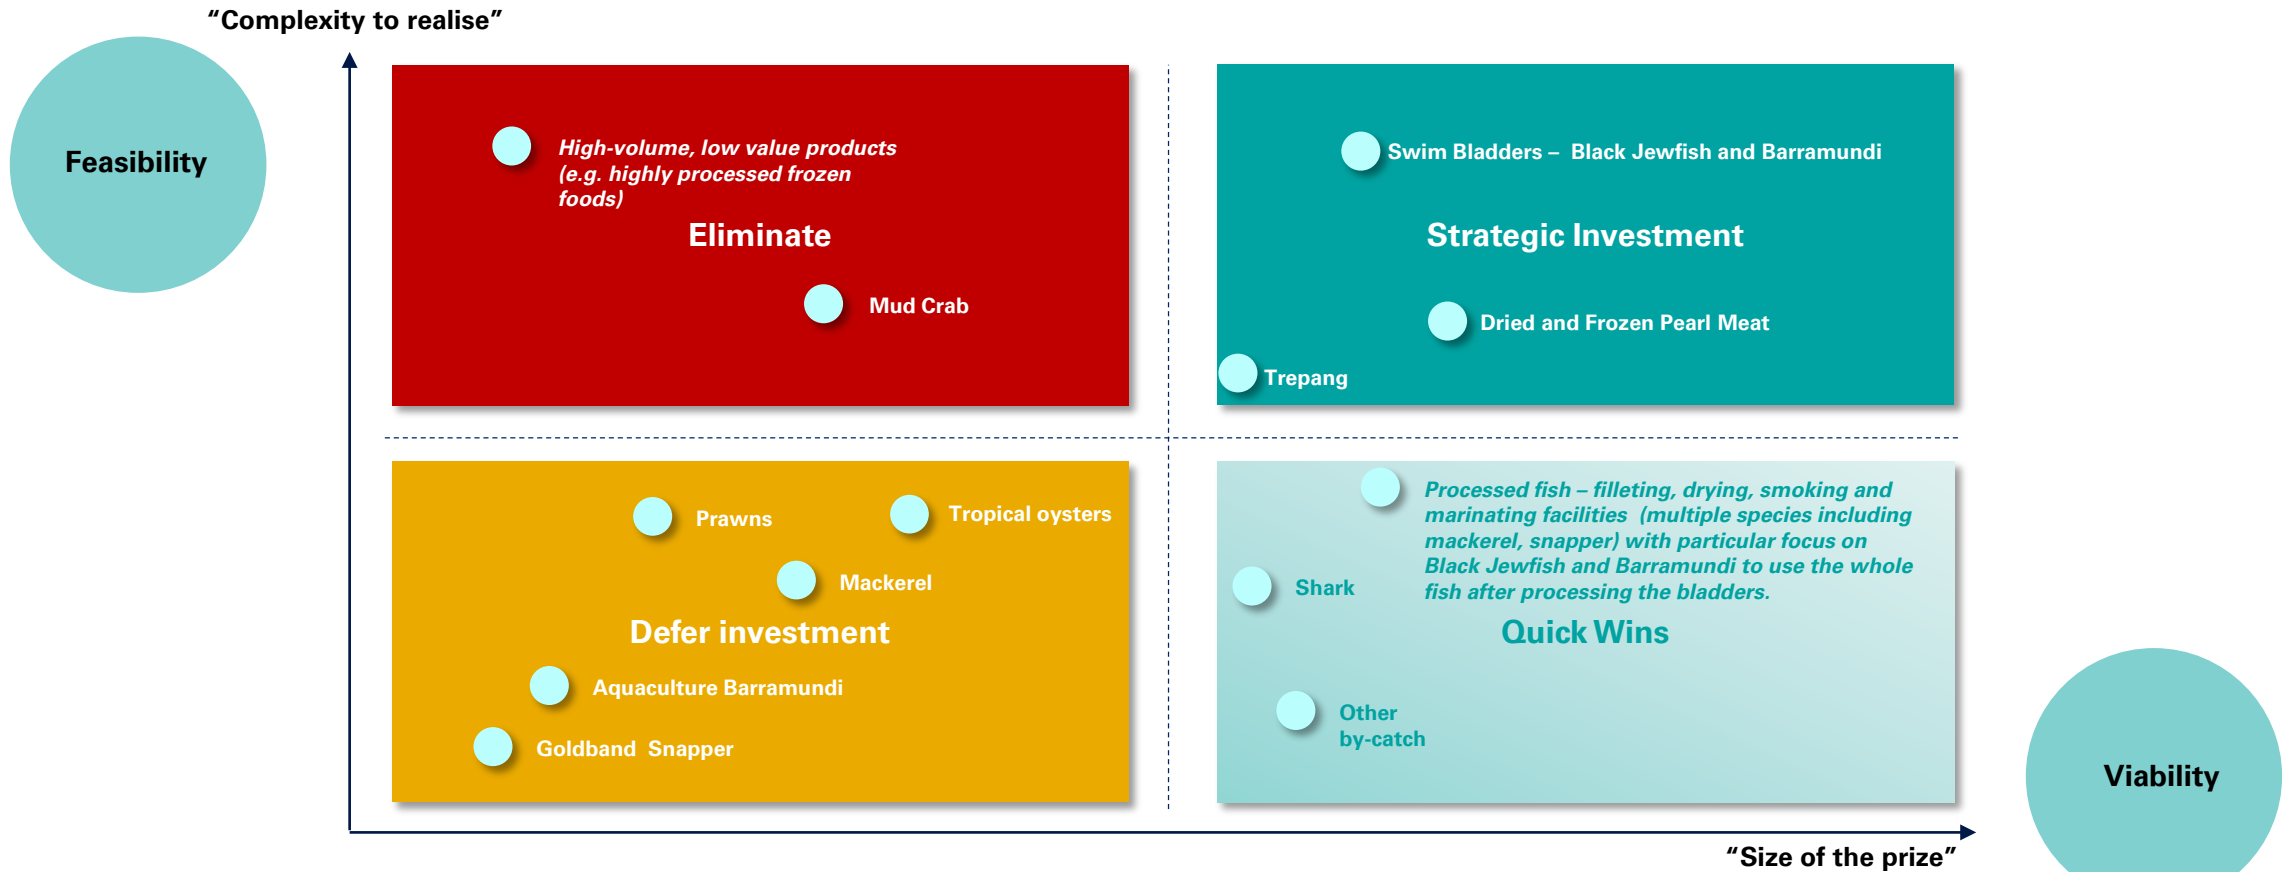 “Complexity to realise”
Feasibility
High-volume, low value products
(e.g. highly processed frozen
foods)
Eliminate
Mud Crab
Swim Bladders – Black Jewfish and Barramundi
Strategic Investment
Dried and Frozen Pearl Meat
Trepang
Prawns
Tropical oysters
Mackerel
Defer investment
Aquaculture Barramundi
Goldband Snapper
Processed fish – filleting, drying, smoking and
marinating facilities (multiple species including
mackerel, snapper) with particular focus on
Black Jewfish and Barramundi to use the whole
fish after processing the bladders.
Shark
Quick Wins
Other
by-catch
Viability
“Size of the prize”